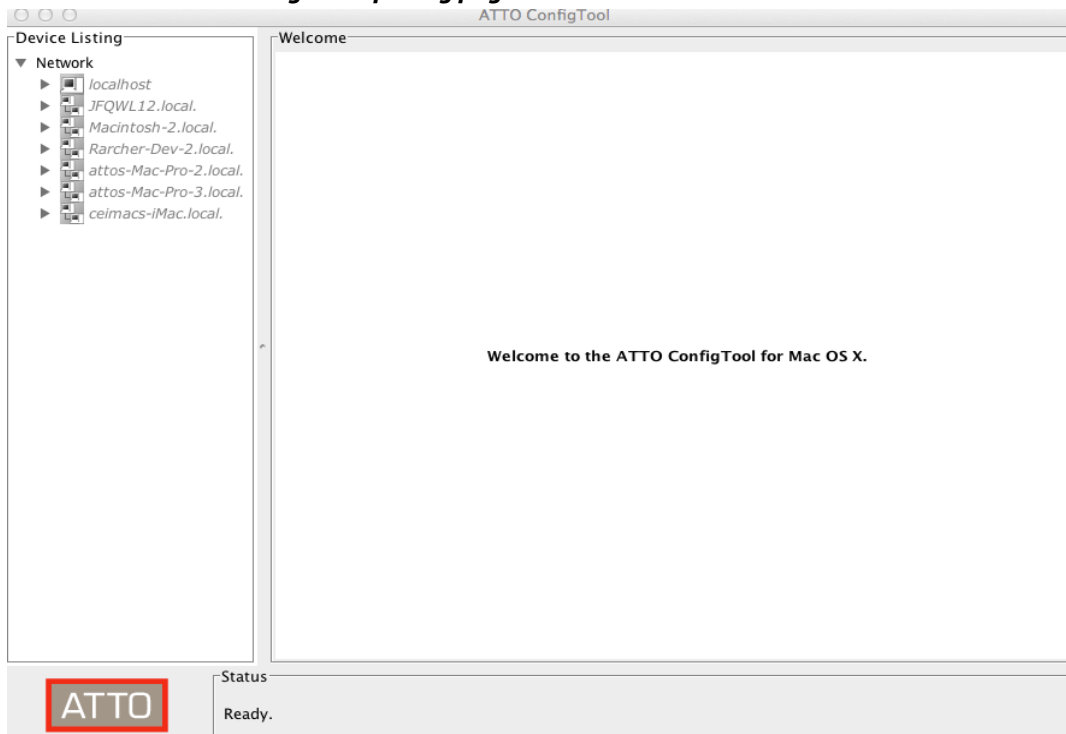 ATTO ConfigTool
Device Listing
Network
localhost
JFQWL12.local.
Macintosh-2.local.
Rarcher-Dev-2.local.
attos-Mac-Pro-2.local.
attos-Mac-Pro-3.local.
ceimacs-iMac.local.
Welcome
Welcome to the ATTO ConfigTool for Mac OS X.
ATTO
Status
Ready.